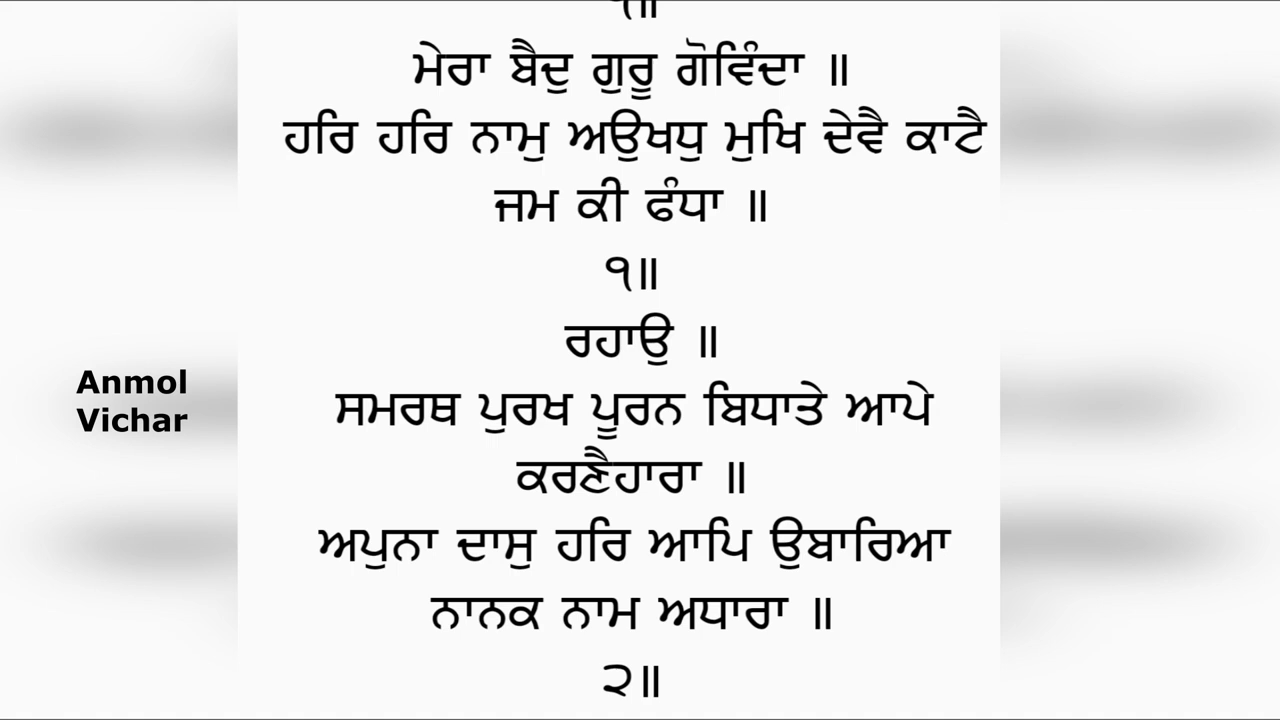 ੧॥
ਮੇਰਾ ਬੈਦੁ ਗੁਰੂ ਗੋਵਿੰਦਾ ॥
ਹਰਿ ਹਰਿ ਨਾਮੁ ਅਉਖਧੁ ਮੁਖਿ ਦੇਵੈ ਕਾਟੈ
ਜਮ ਕੀ ਫੰਧਾ ॥
੧॥
ਰਹਾਉ ॥
ਸਮਰਥ ਪੁਰਖ ਪੂਰਨ ਬਿਧਾਤੇ ਆਪੇ
ਕਰਣੈਹਾਰਾ ॥
ਅਪੁਨਾ ਦਾਸੁ ਹਰਿ ਆਪਿ ਉਬਾਰਿਆ
ਨਾਨਕ ਨਾਮ ਅਧਾਰਾ ॥
੨॥
Anmol
Vichar